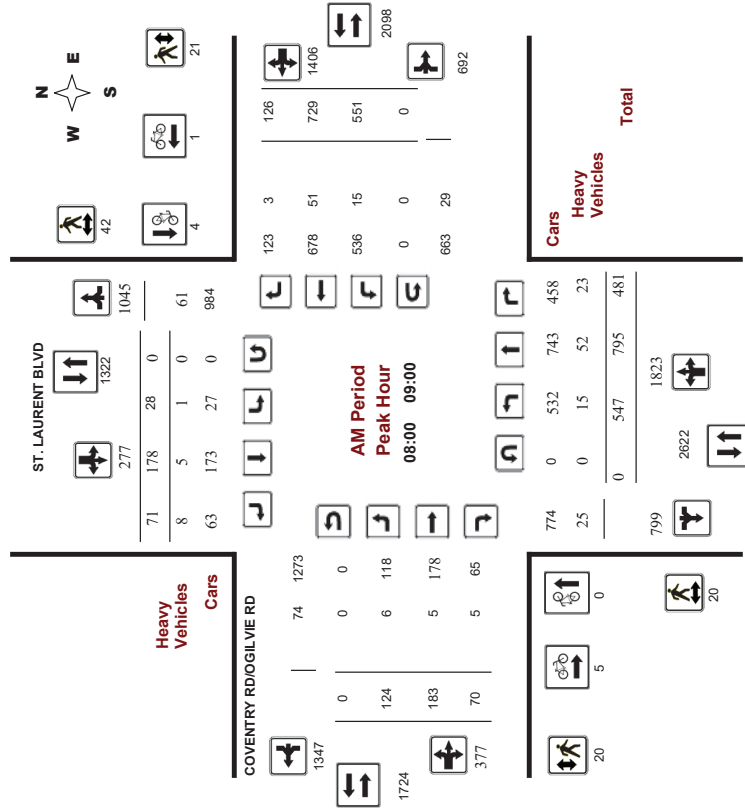 N
W E
S
42
21
4
1
ST. LAURENT BLVD
277
1322
1045
71 178 28 0
8 5 1 0 61
63 173 27 0 984
Heavy
Vehicles
Cars
1406
2098
692
123 3 126
678 51 729
536 15 551
0 0 0
663 29
AM Period
Peak Hour
08:00 09:00
COVENTRY RD/OGILVIE RD
1347
1724
377
74 1273
0 0 0
124 6 118
183 5 178
70 5 65
Cars
Heavy
Vehicles
Total
774 0 532 743 458
25 0 15 52 23
0 547 795 481
799
2622
1823
20
5
0
20